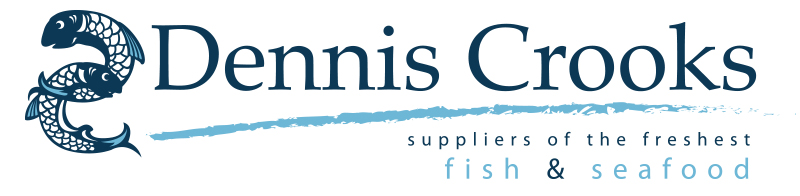 Dennis Crooks
suppliers of the freshest
fish & seafood